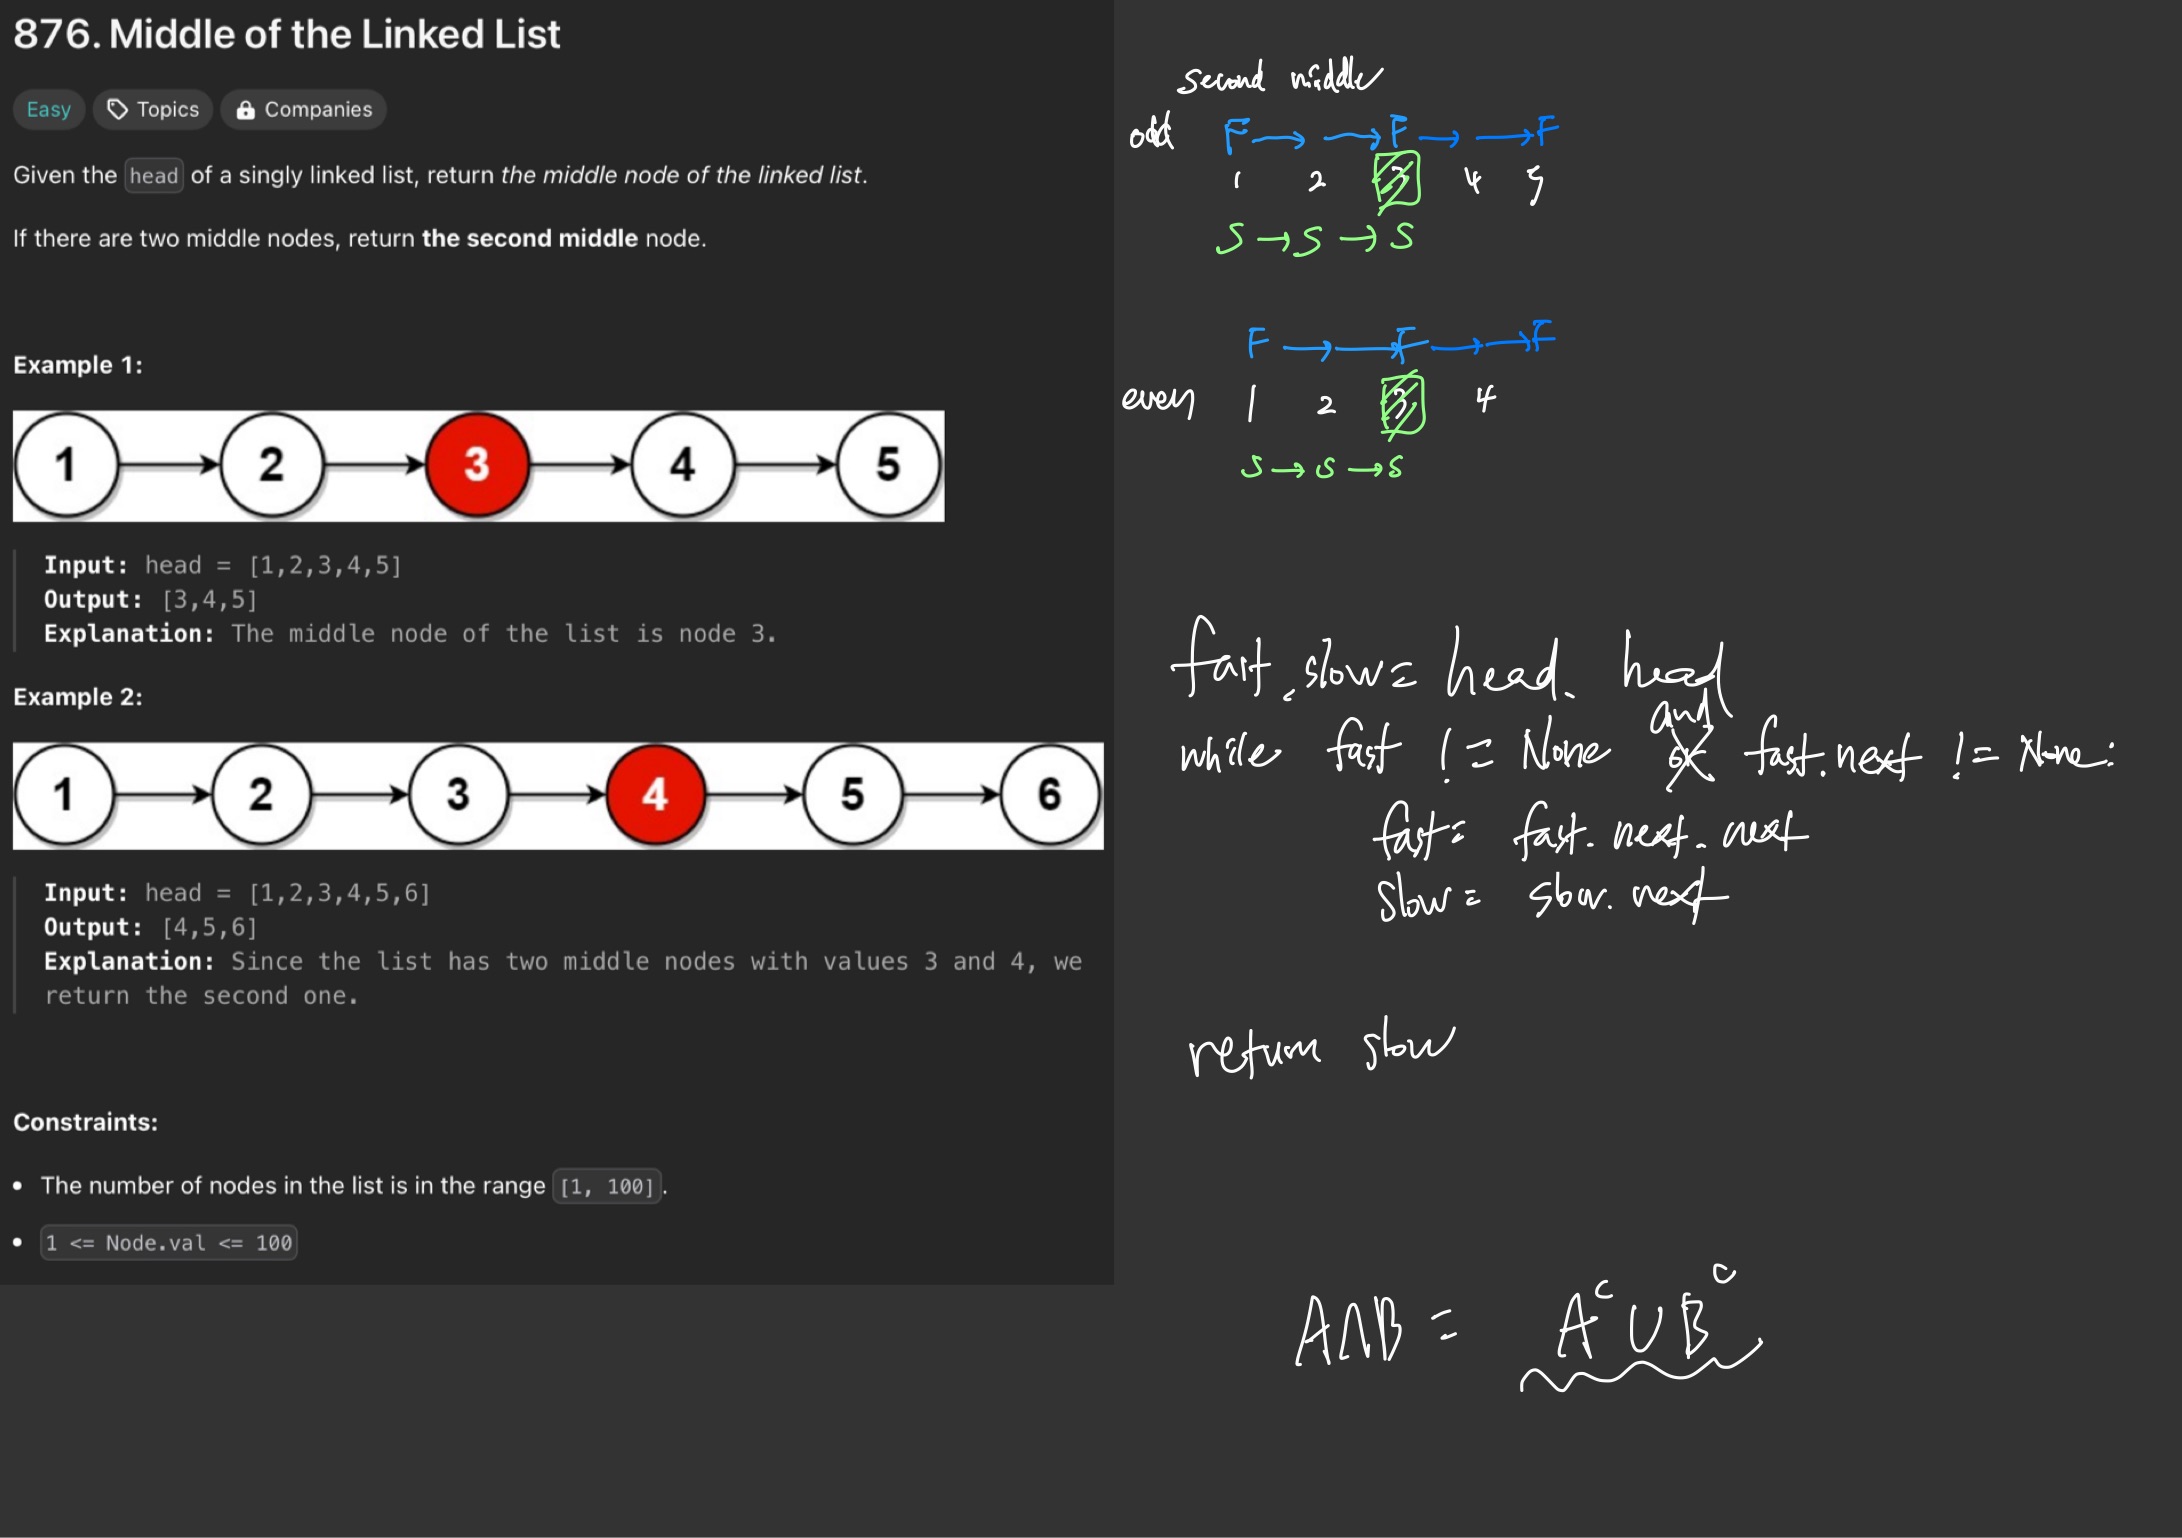 876. Middle of the Linked List
Easy Topics Companies
Given the head of a singly linked list, return the middle node of the linked list.
If there are two middle nodes, return the second middle node.
Example 1:
1 2 3 4 5
Input: head = [1,2,3,4,5]
Output: [3,4,5]
Explanation: The middle node of the list is node 3.
Example 2:
1 2 3 4 5 6
Input: head = [1,2,3,4,5,6]
Output: [4,5,6]
Explanation: Since the list has two middle nodes with values 3 and 4, we
return the second one.
Constraints:
• The number of nodes in the list is in the range [1, 100].
• 1 <= Node.val <= 100
second middle
odd F → → F → → F
1 2 3 4 5
S → S → S
F → → F → → F
even 1 2 3 4
S → S → S
fast, slow = head, head
and
while fast != None or fast.next != None:
fast = fast.next.next
slow = slow.next
return slow
A∩B = A^c ∪ B^c